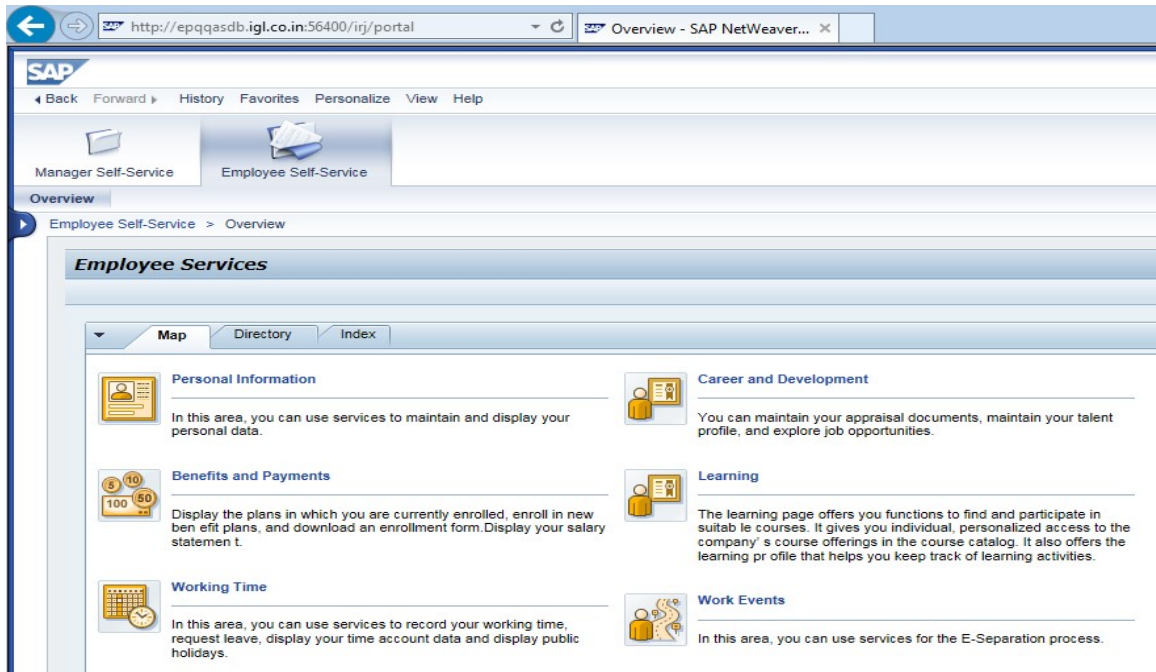 http://epqqasdb.igl.co.in:56400/irj/portal
Overview - SAP NetWeaver...
SAP
Back Forward History Favorites Personalize View Help
Manager Self-Service
Employee Self-Service
Overview
Employee Self-Service > Overview
Employee Services
Map Directory Index
Personal Information
In this area, you can use services to maintain and display your
personal data.
Career and Development
You can maintain your appraisal documents, maintain your talent
profile, and explore job opportunities.
5 10
100 50
Benefits and Payments
Display the plans in which you are currently enrolled, enroll in new
ben efit plans, and download an enrollment form.Display your salary
statemen t.
Learning
The learning page offers you functions to find and participate in
suitab le courses. It gives you individual, personalized access to the
company' s course offerings in the course catalog. It also offers the
learning pr ofile that helps you keep track of learning activities.
Working Time
In this area, you can use services to record your working time,
request leave, display your time account data and display public
holidays.
Work Events
In this area, you can use services for the E-Separation process.